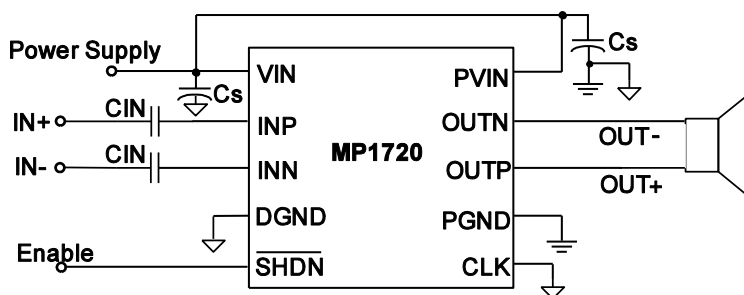 Power Supply
Cs
VIN
PVIN
Cs
IN+
CIN
INP
OUTN
OUT-
MP1720
IN-
CIN
INN
OUTP
OUT+
DGND
PGND
Enable
SHDN
CLK